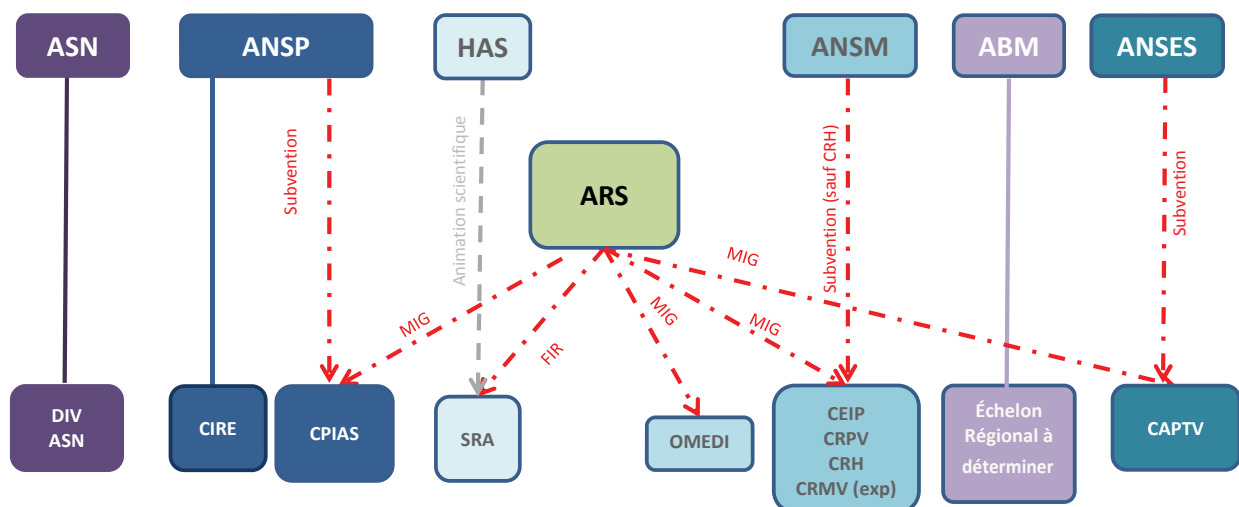 ASN
ANSP
HAS
ANSM
ABM
ANSES
Subvention
Animation scientifique
Subvention (sauf CRH)
Subvention
ARS
MIG
MIG
FIR
MIG
MIG
DIV
ASN
CIRE
CPIAS
SRA
OMEDI
CEIP
CRPV
CRH
CRMV (exp)
Échelon
Régional à
déterminer
CAPTV